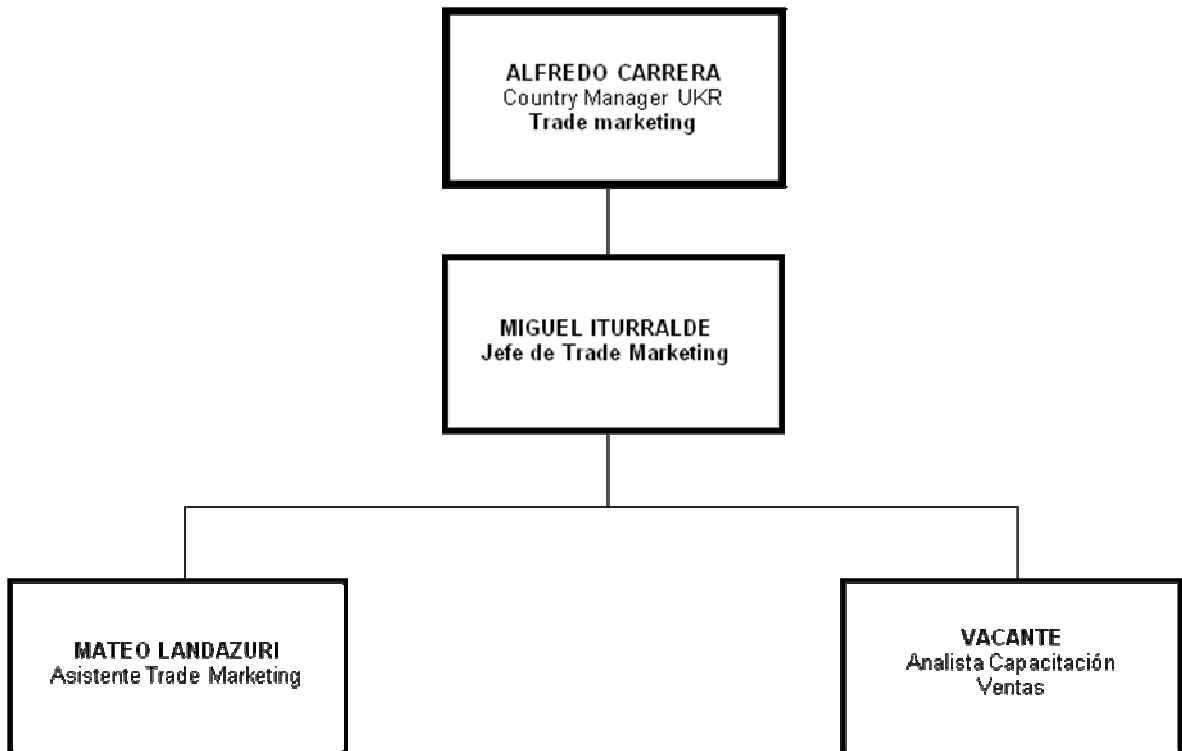 ALFREDO CARRERA
Country Manager UKR
Trade marketing
MIGUEL ITURRALDE
Jefe de Trade Marketing
MATEO LANDAZURI
Asistente Trade Marketing
VACANTE
Analista Capacitación
Ventas